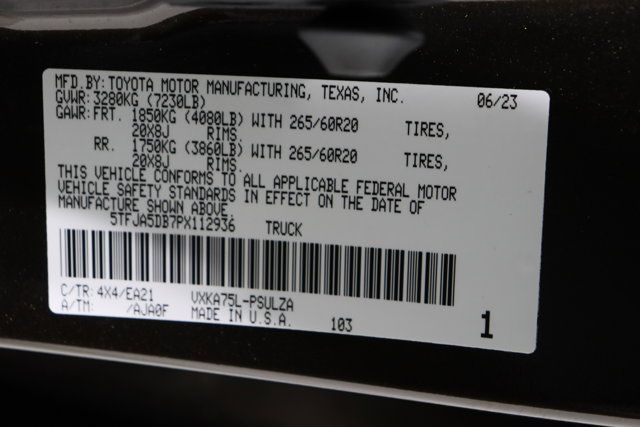 MFD. BY: TOYOTA MOTOR MANUFACTURING, TEXAS, INC. 06/23
GVWR: 3280KG (7230LB)
GAWR: FRT. 1850KG (4080LB) WITH 265/60R20 TIRES,
20X8J RIMS.
RR. 1750KG (3860LB) WITH 265/60R20 TIRES,
20X8J RIMS.
THIS VEHICLE CONFORMS TO ALL APPLICABLE FEDERAL MOTOR
VEHICLE SAFETY STANDARDS IN EFFECT ON THE DATE OF
MANUFACTURE SHOWN ABOVE.
5TFJA5DB7PX112936 TRUCK
C/TR: 4X4/EA21 VXKA75L-PSULZA
A/TM: /AJA0F MADE IN U.S.A. 103 1